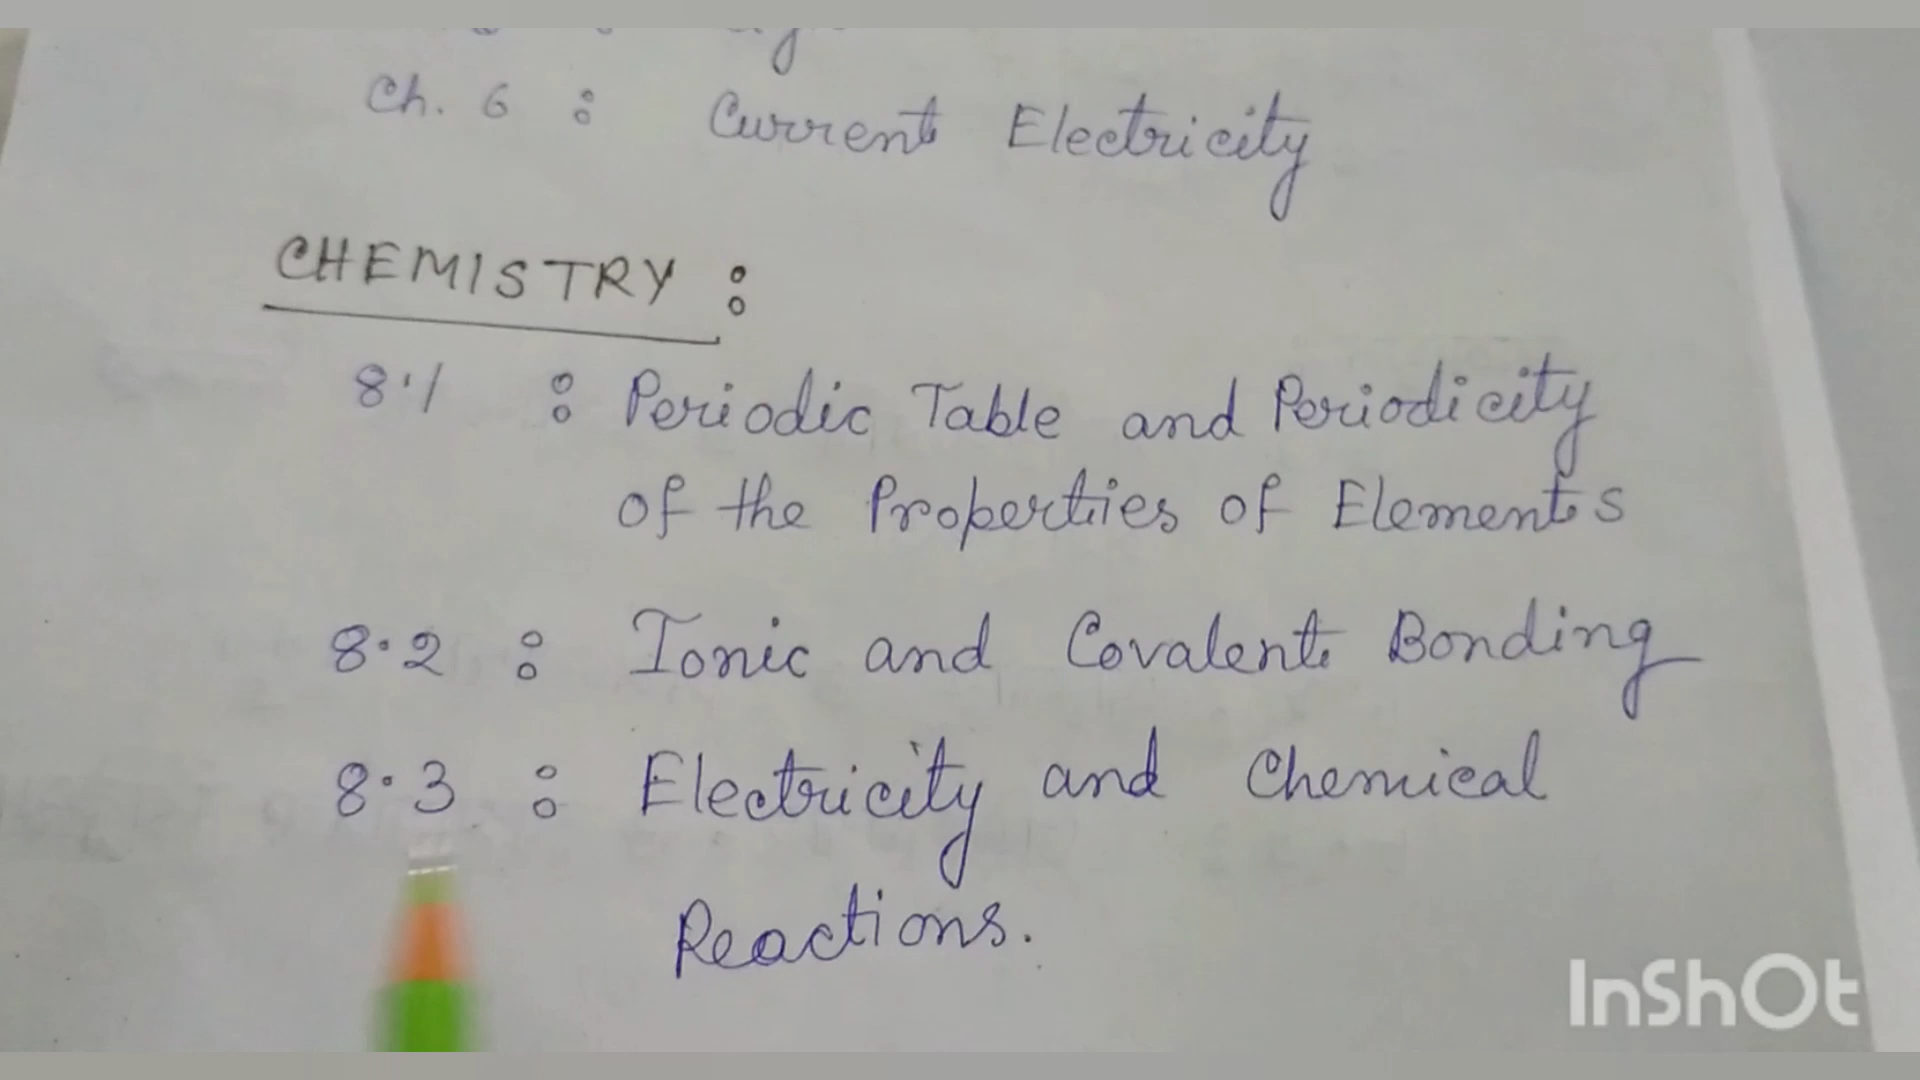 Ch. 6 : Current Electricity
CHEMISTRY :
8.1 : Periodic Table and Periodicity
of the Properties of Elements
8.2 : Ionic and Covalent Bonding
8.3 : Electricity and Chemical
Reactions.
InShOt